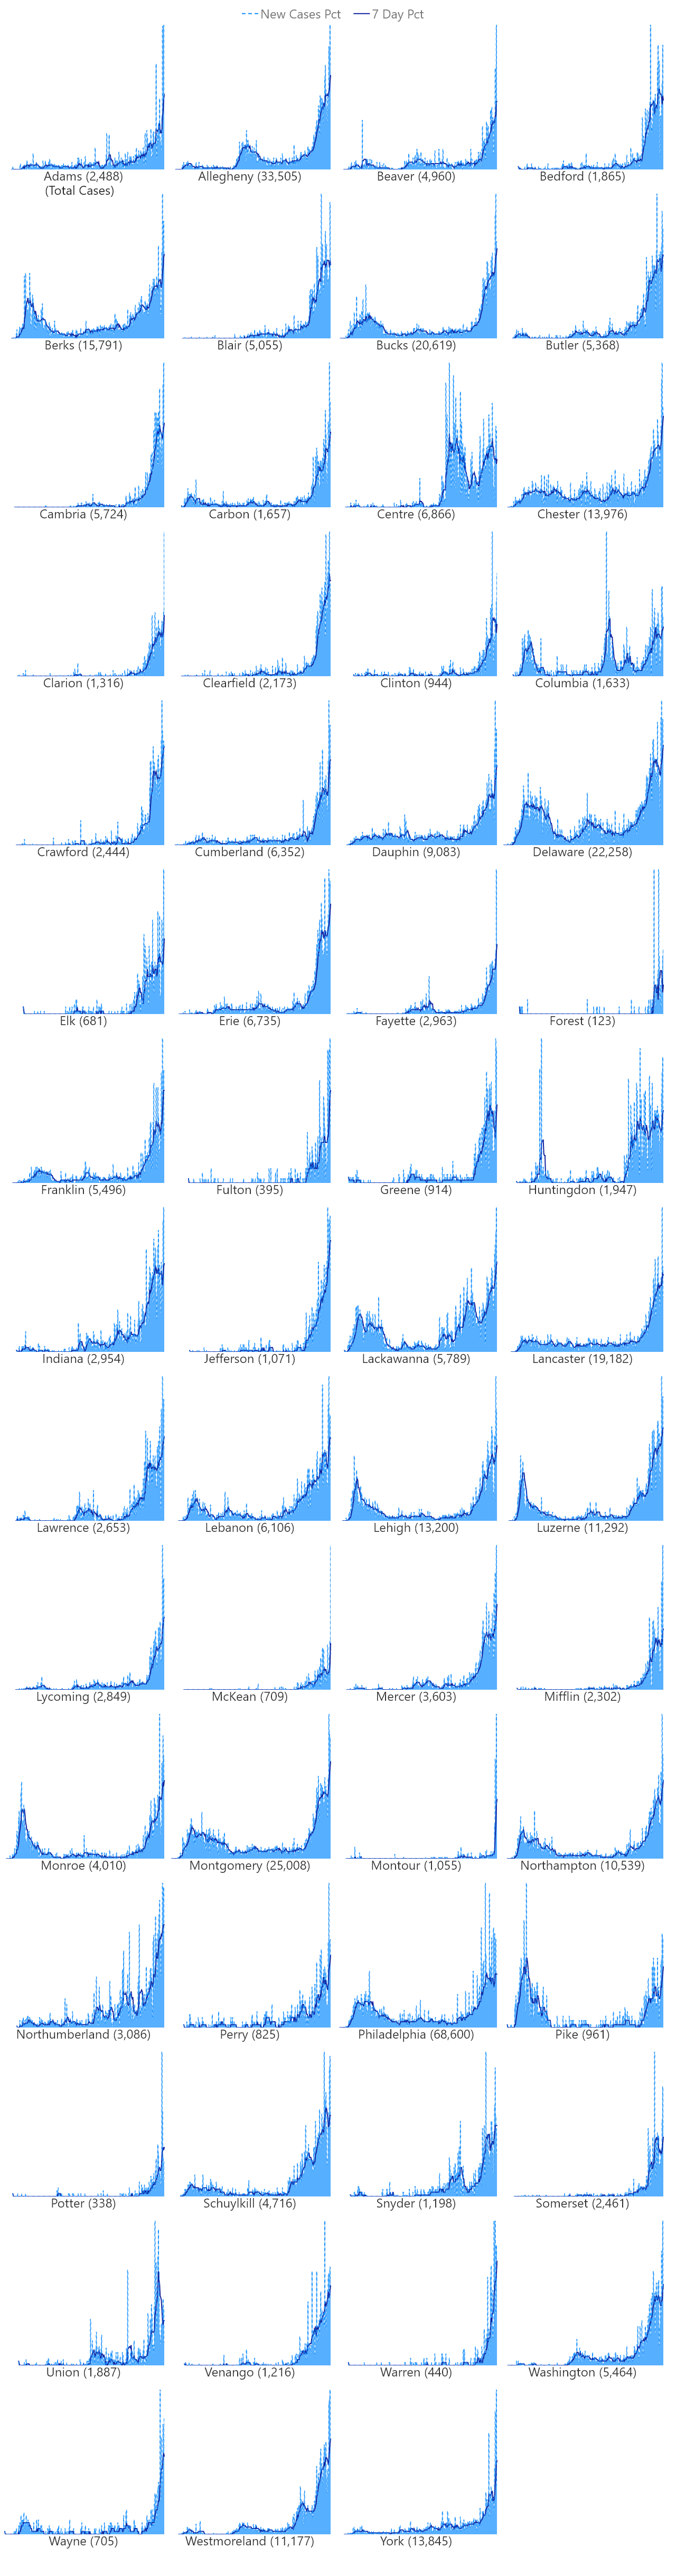 New Cases Pct 7 Day Pct
Adams (2,488) Allegheny (33,505) Beaver (4,960) Bedford (1,865)
(Total Cases)
Berks (15,791) Blair (5,055) Bucks (20,619) Butler (5,368)
Cambria (5,724) Carbon (1,657) Centre (6,866) Chester (13,976)
Clarion (1,316) Clearfield (2,173) Clinton (944) Columbia (1,633)
Crawford (2,444) Cumberland (6,352) Dauphin (9,083) Delaware (22,258)
Elk (681) Erie (6,735) Fayette (2,963) Forest (123)
Franklin (5,496) Fulton (395) Greene (914) Huntingdon (1,947)
Indiana (2,954) Jefferson (1,071) Lackawanna (5,789) Lancaster (19,182)
Lawrence (2,653) Lebanon (6,106) Lehigh (13,200) Luzerne (11,292)
Lycoming (2,849) McKean (709) Mercer (3,603) Mifflin (2,302)
Monroe (4,010) Montgomery (25,008) Montour (1,055) Northampton (10,539)
Northumberland (3,086) Perry (825) Philadelphia (68,600) Pike (961)
Potter (338) Schuylkill (4,716) Snyder (1,198) Somerset (2,461)
Union (1,887) Venango (1,216) Warren (440) Washington (5,464)
Wayne (705) Westmoreland (11,177) York (13,845)